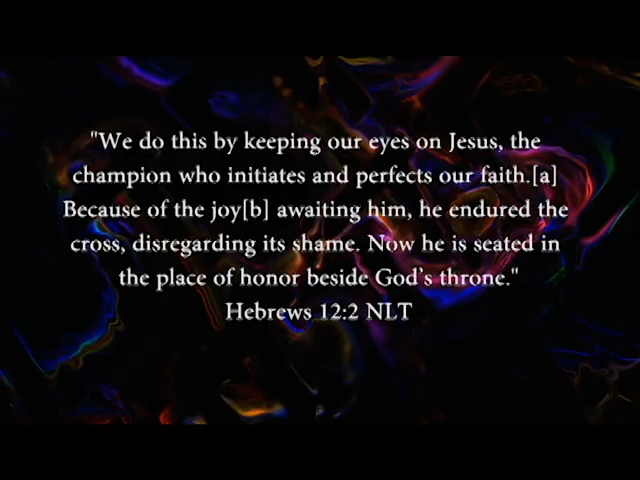 "We do this by keeping our eyes on Jesus, the
champion who initiates and perfects our faith.[a]
Because of the joy[b] awaiting him, he endured the
cross, disregarding its shame. Now he is seated in
the place of honor beside God's throne."
Hebrews 12:2 NLT